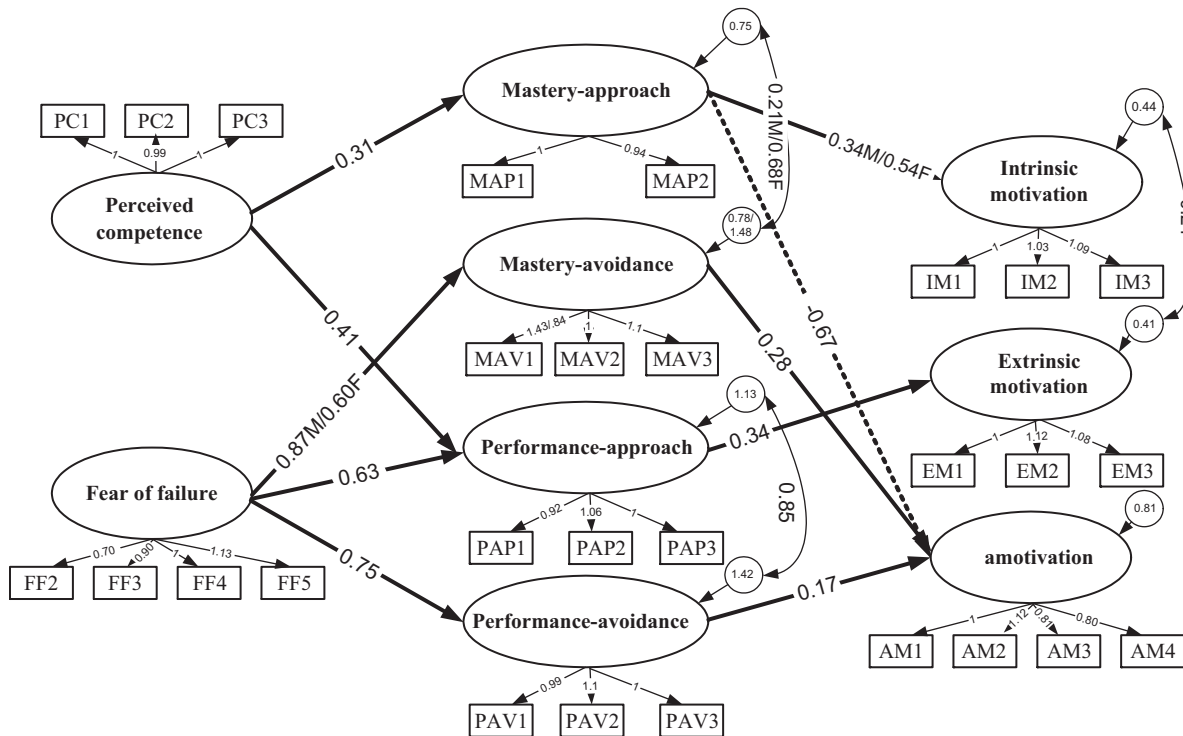 0.75
Mastery-approach
0.31
1
0.94
MAP1
MAP2
PC1
PC2
PC3
1
0.99
1
Perceived
competence
0.21M/0.68F
0.34M/0.54F
0.44
Intrinsic
motivation
1
1.03
1.09
IM1
IM2
IM3
0.78/
1.48
Mastery-avoidance
1.43/.84
1
1.1
MAV1
MAV2
MAV3
0.41
-0.67
0.28
0.41
Extrinsic
motivation
1
1.12
1.08
EM1
EM2
EM3
0.87M/0.60F
1.13
Performance-approach
0.34
0.63
0.92
1.06
1
PAP1
PAP2
PAP3
0.85
Fear of failure
0.70
0.90
1
1.13
FF2
FF3
FF4
FF5
0.75
0.81
amotivation
1
1.12
0.81
0.80
AM1
AM2
AM3
AM4
1.42
Performance-avoidance
0.17
0.99
1.1
1
PAV1
PAV2
PAV3